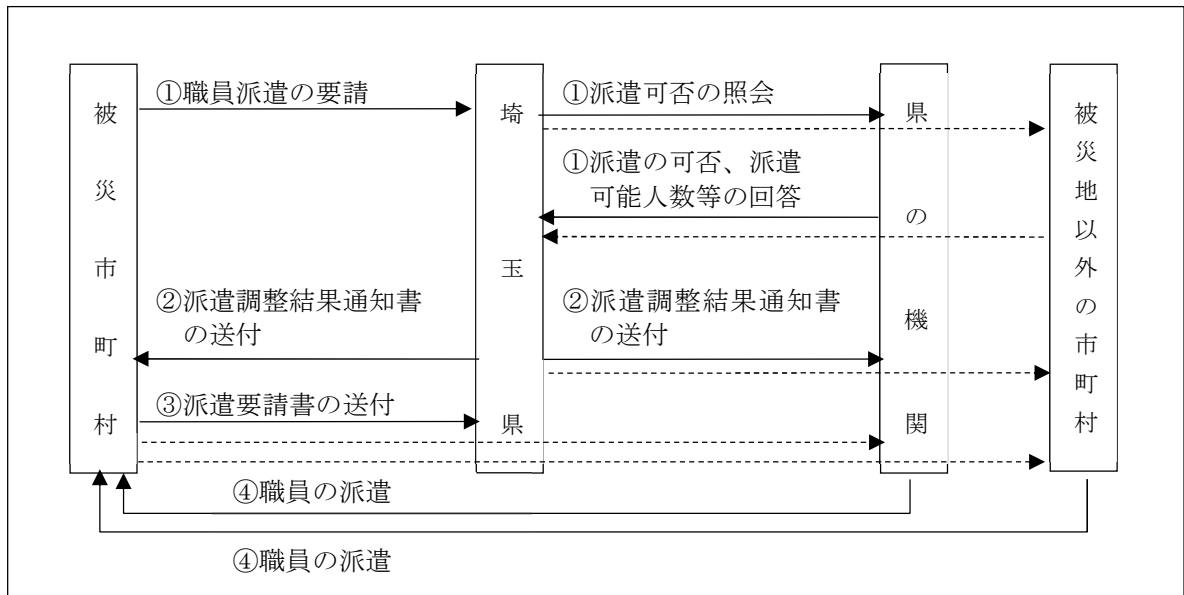 ①職員派遣の要請
①派遣可否の照会
①派遣の可否、派遣
可能人数等の回答
②派遣調整結果通知書
の送付
②派遣調整結果通知書
の送付
③派遣要請書の送付
④職員の派遣
④職員の派遣
被災市町村
埼玉県
県の機関
被災地以外の市町村